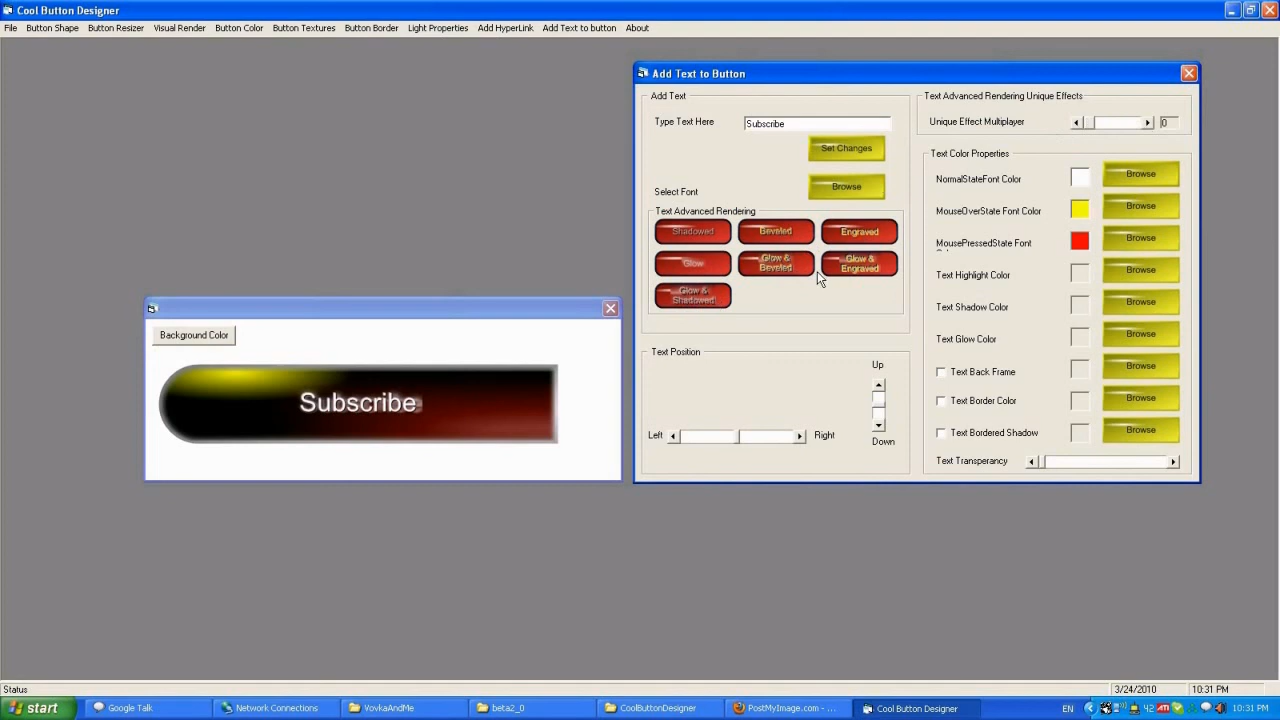 Cool Button Designer
File Button Shape Button Resizer Visual Render Button Color Button Textures Button Border Light Properties Add HyperLink Add Text to button About
Add Text to Button
Add Text
Type Text Here
Subscribe
Set Changes
Select Font
Browse
Text Advanced Rendering
Shadowed
Beveled
Engraved
Glow
Glow &
Beveled
Glow &
Engraved
Glow &
Shadowed
Text Position
Up
Left
Right
Down
Text Advanced Rendering Unique Effects
Unique Effect Multiplayer
0
Text Color Properties
NormalStateFont Color
Browse
MouseOverState Font Color
Browse
MousePressedState Font
Browse
Text Highlight Color
Browse
Text Shadow Color
Browse
Text Glow Color
Browse
Text Back Frame
Browse
Text Border Color
Browse
Text Bordered Shadow
Browse
Text Transperancy
Background Color
Subscribe
Status
3/24/2010
10:31 PM
start
Google Talk
Network Connections
VovkaAndMe
beta2_0
CoolButtonDesigner
PostMyImage.com - ...
Cool Button Designer
EN
42
10:31 PM